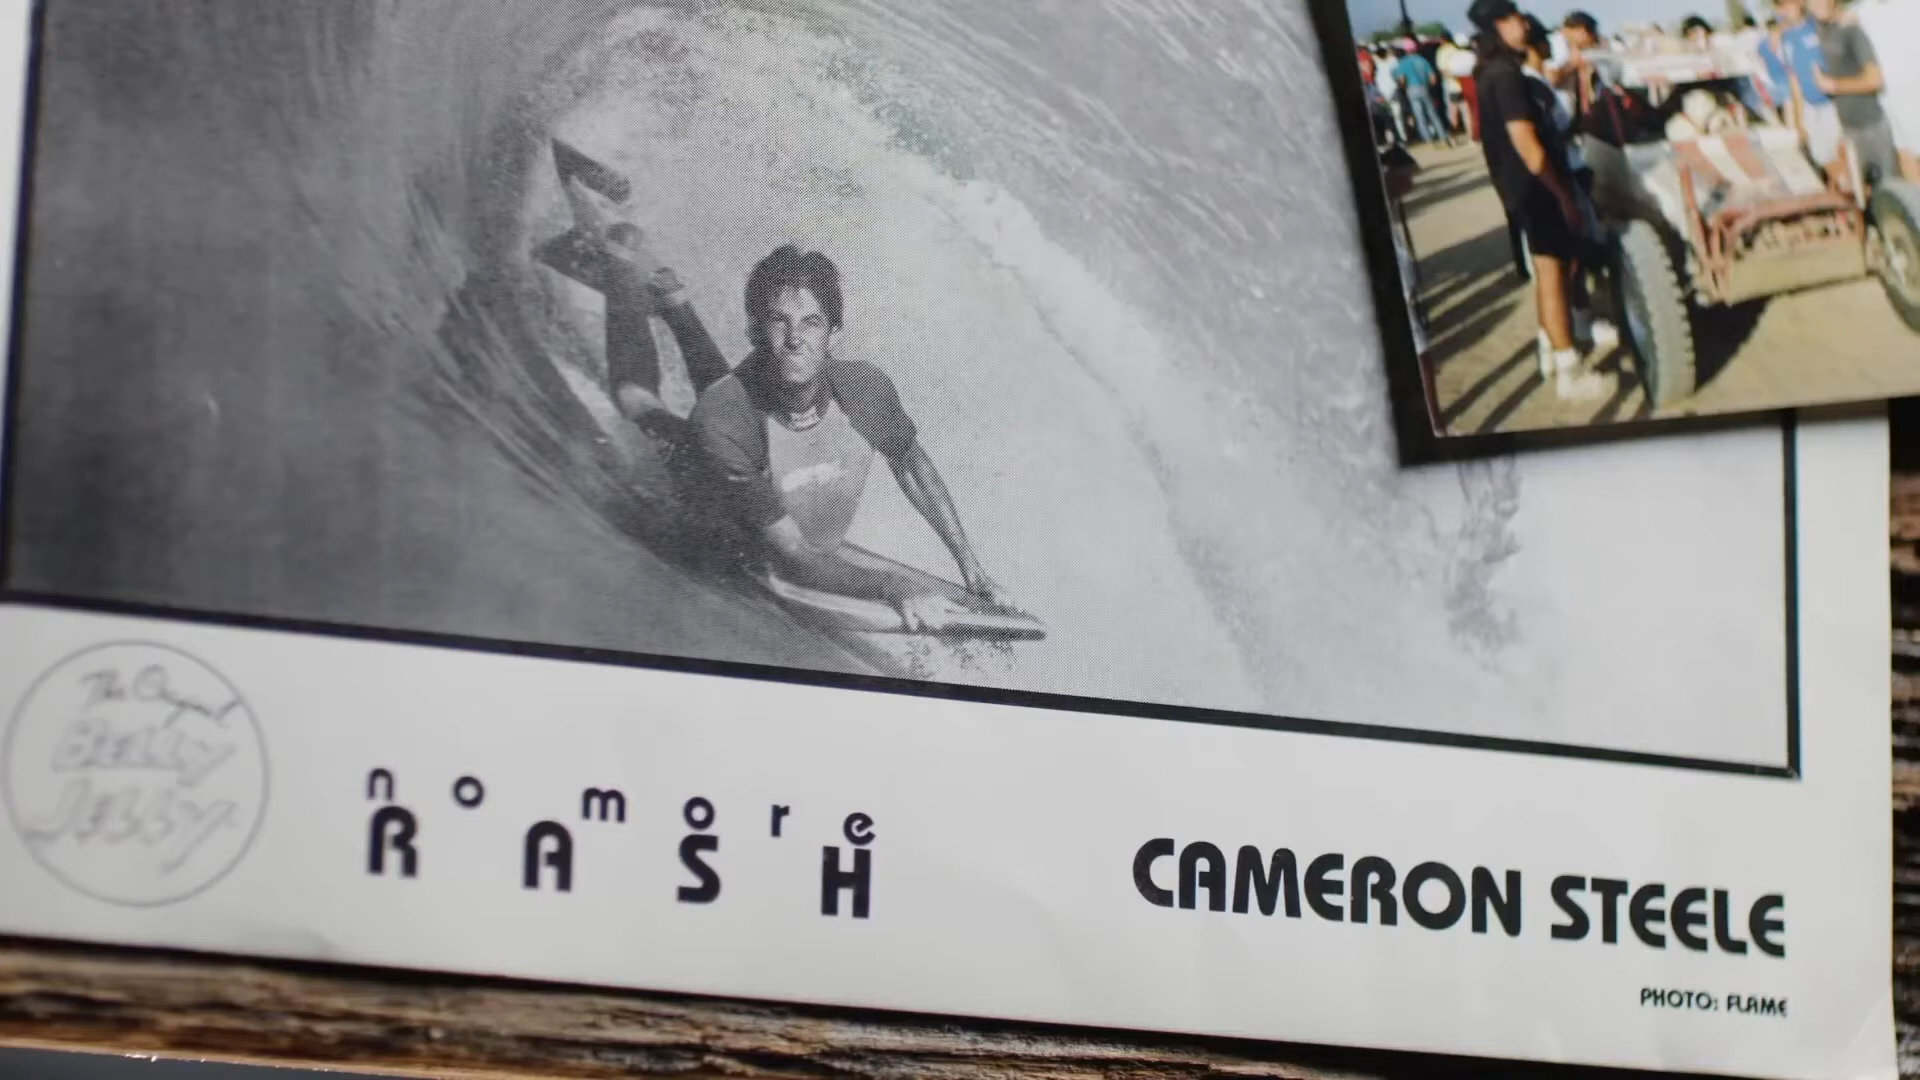 The Original
BELLY
JELLY
no more
RASH
CAMERON STEELE
PHOTO: FLAME